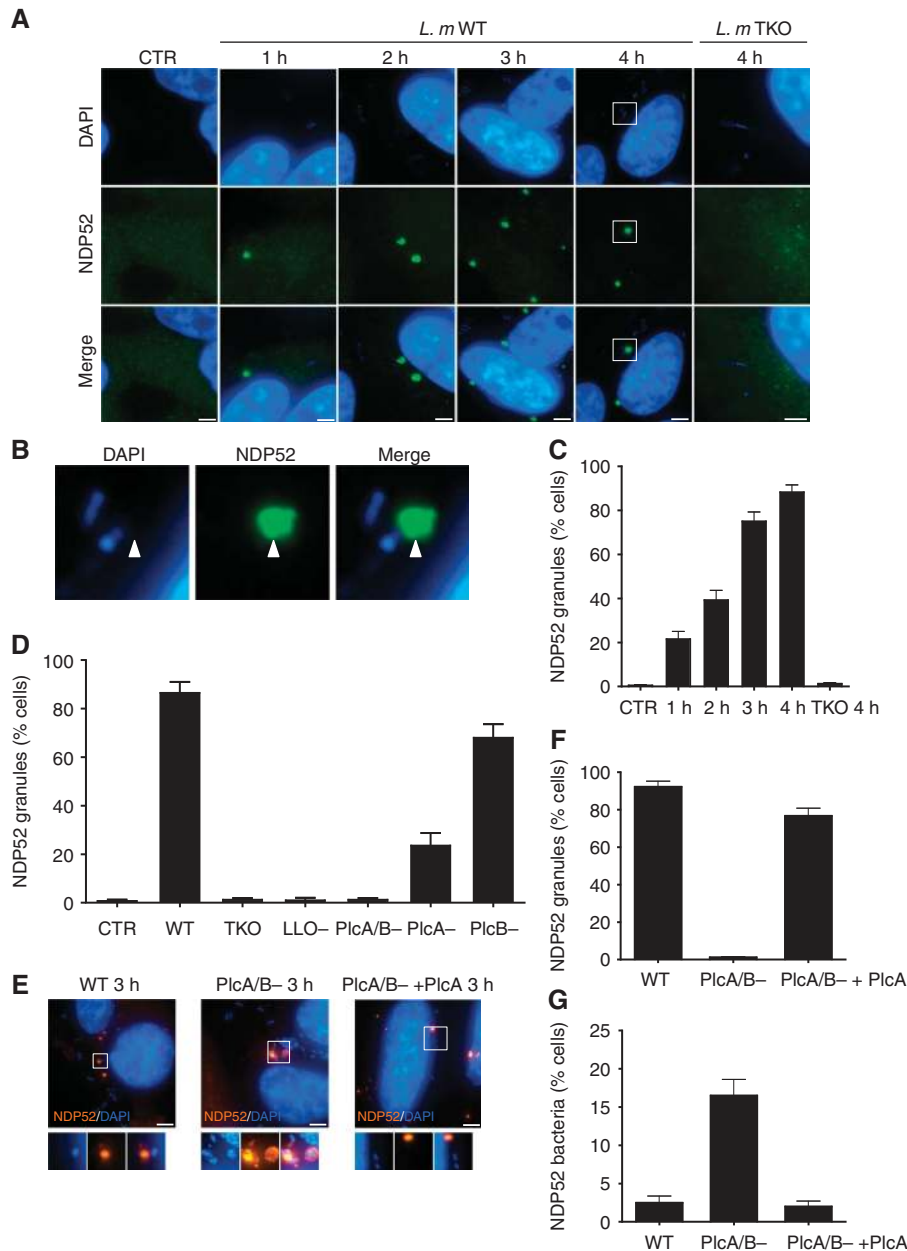 A
L. m WT
L. m TKO
CTR
1 h
2 h
3 h
4 h
4 h
DAPI
NDP52
Merge
B
DAPI
NDP52
Merge
C
NDP52 granules (% cells)
100
80
60
40
20
0
CTR 1 h 2 h 3 h 4 h TKO 4 h
D
NDP52 granules (% cells)
100
80
60
40
20
0
CTR WT TKO LLO– PlcA/B– PlcA– PlcB–
E
WT 3 h
PlcA/B– 3 h
PlcA/B– +PlcA 3 h
NDP52/DAPI
NDP52/DAPI
NDP52/DAPI
F
NDP52 granules (% cells)
100
80
60
40
20
0
WT PlcA/B– PlcA/B– + PlcA
G
NDP52 bacteria (% cells)
25
20
15
10
5
0
WT PlcA/B– PlcA/B– +PlcA